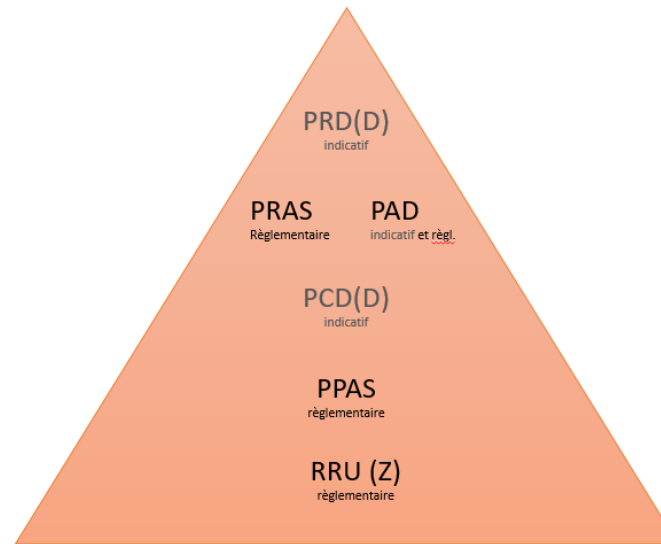 PRD(D)
indicatif
PRAS PAD
Règlementaire indicatif et règl.
PCD(D)
indicatif
PPAS
règlementaire
RRU (Z)
règlementaire